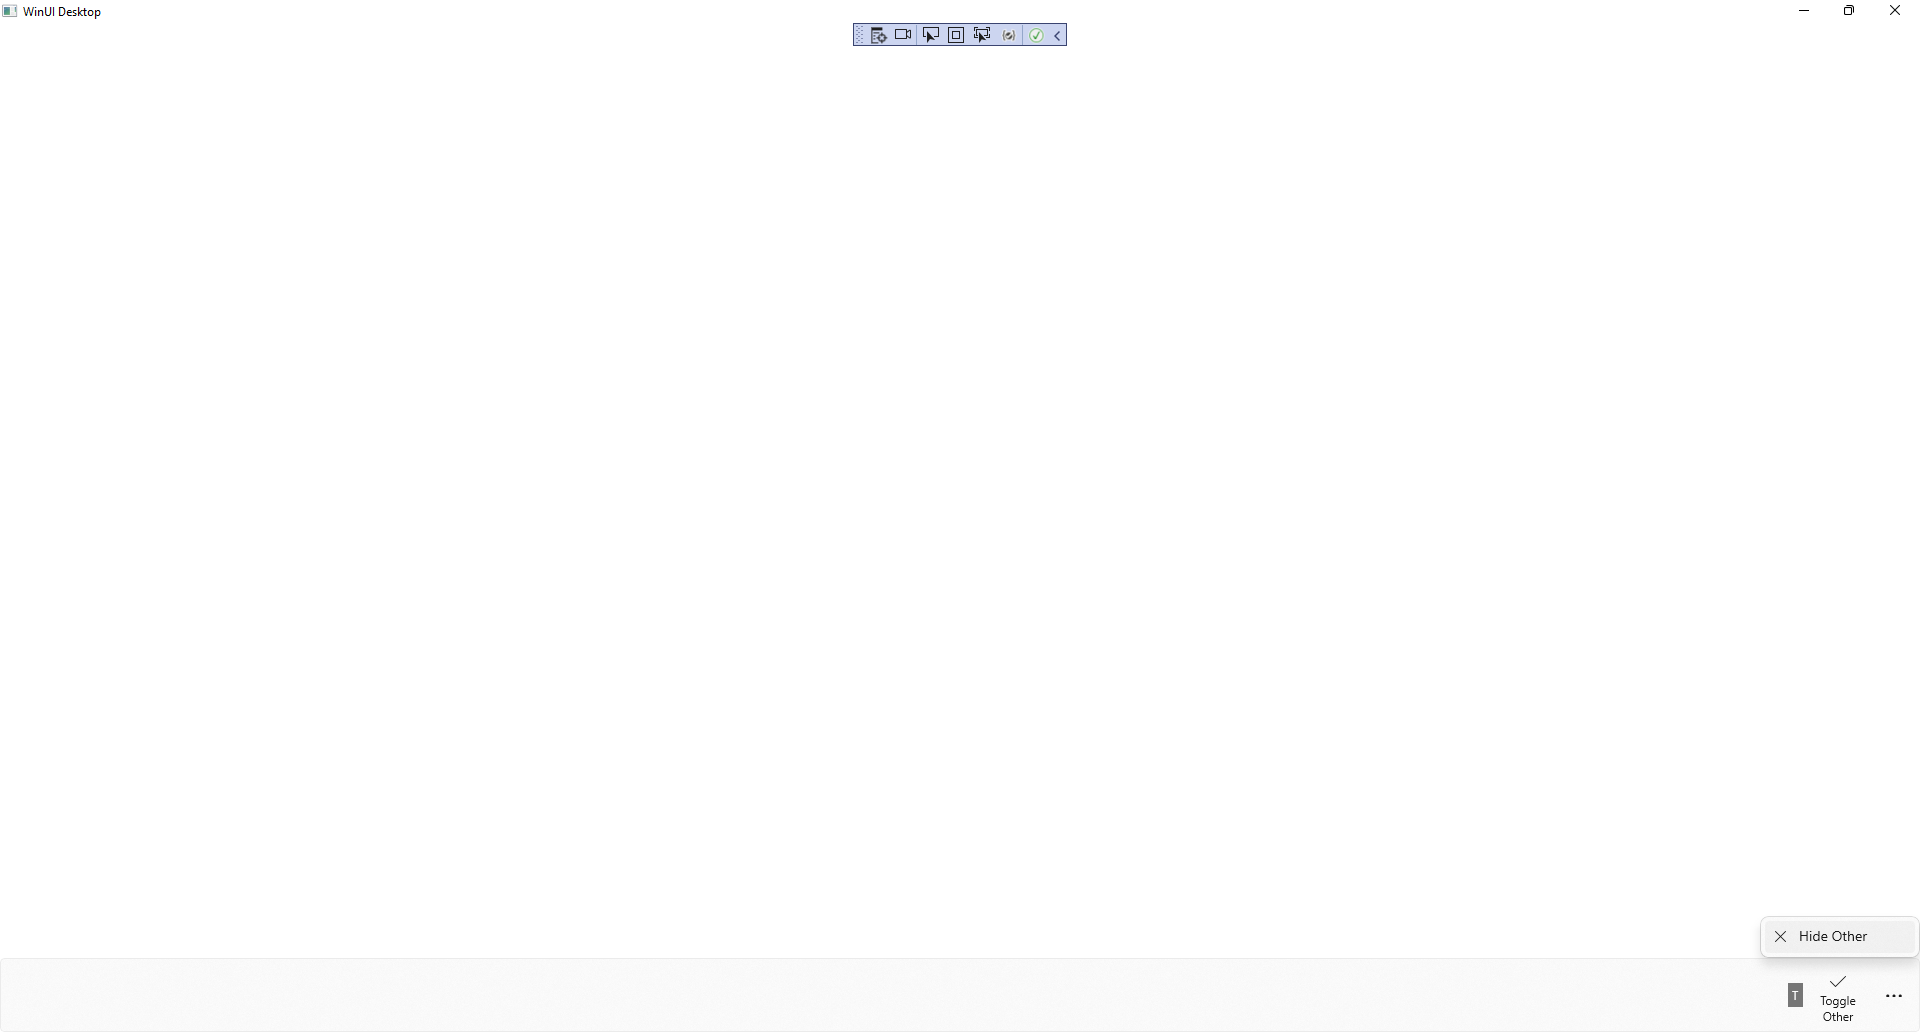 WinUI Desktop
Hide Other
T
Toggle
Other